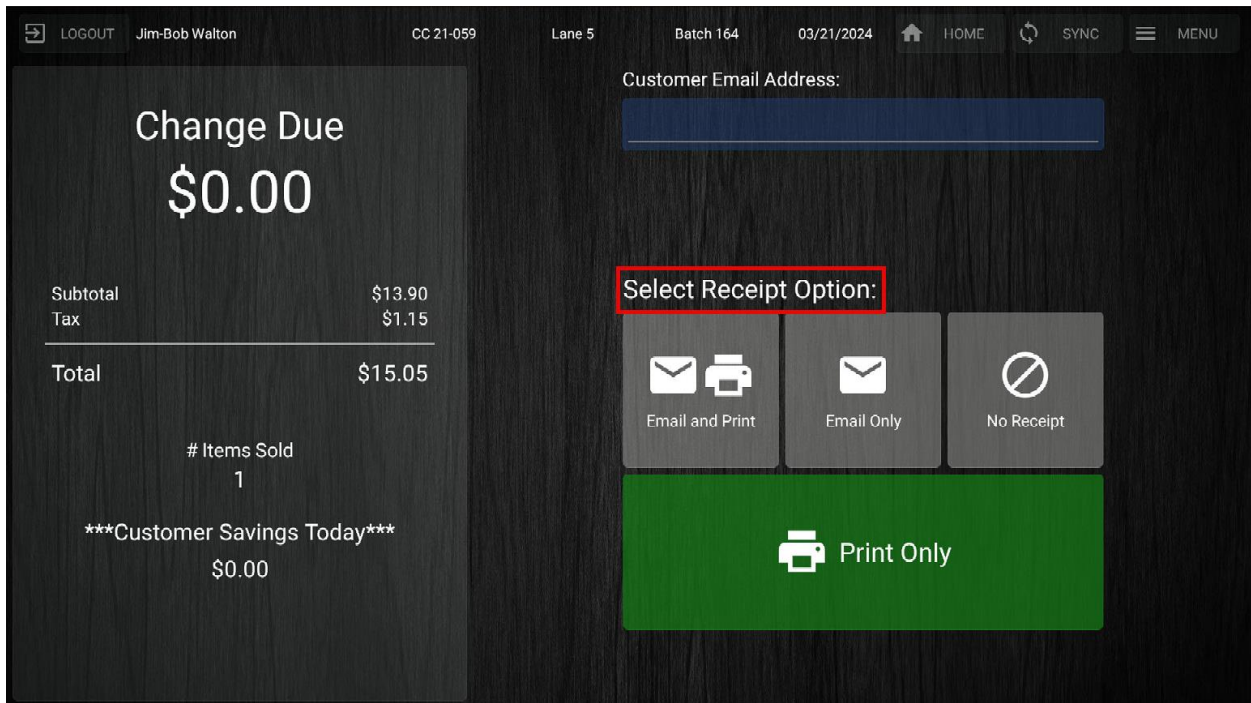 LOGOUT Jim-Bob Walton CC 21-059 Lane 5 Batch 164 03/21/2024 HOME SYNC MENU
Change Due
$0.00
Subtotal $13.90
Tax $1.15
Total $15.05
# Items Sold
1
***Customer Savings Today***
$0.00
Customer Email Address:
Select Receipt Option:
Email and Print Email Only No Receipt
Print Only